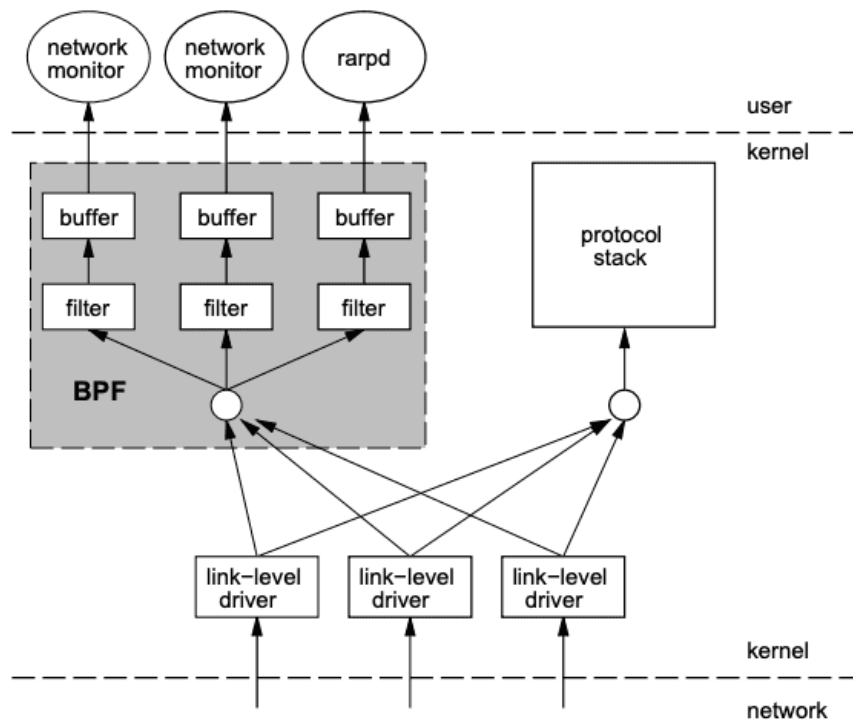 network
monitor
network
monitor
rarpd
user
kernel
buffer
buffer
buffer
protocol
stack
filter
filter
filter
BPF
link-level
driver
link-level
driver
link-level
driver
kernel
network